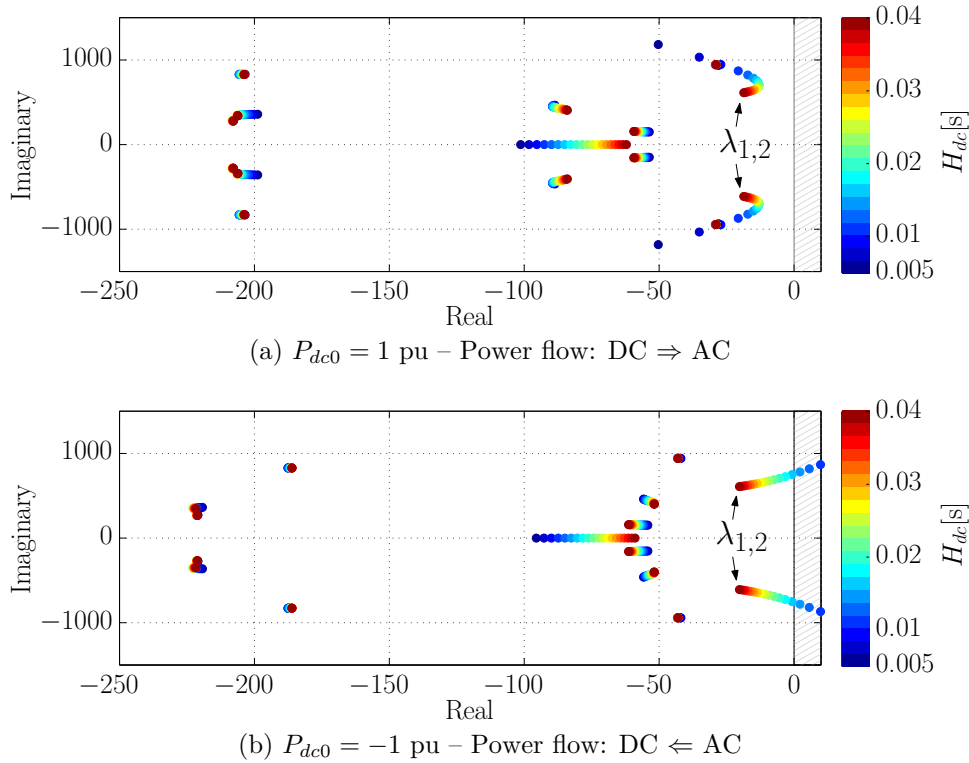 1000
0
−1000
Imaginary
−250
−200
−150
−100
−50
0
Real
λ1,2
0.04
0.03
0.02
0.01
0.005
Hdc[s]
(a) Pdc0 = 1 pu – Power flow: DC ⇒ AC
1000
0
−1000
Imaginary
−250
−200
−150
−100
−50
0
Real
λ1,2
0.04
0.03
0.02
0.01
0.005
Hdc[s]
(b) Pdc0 = −1 pu – Power flow: DC ⇐ AC